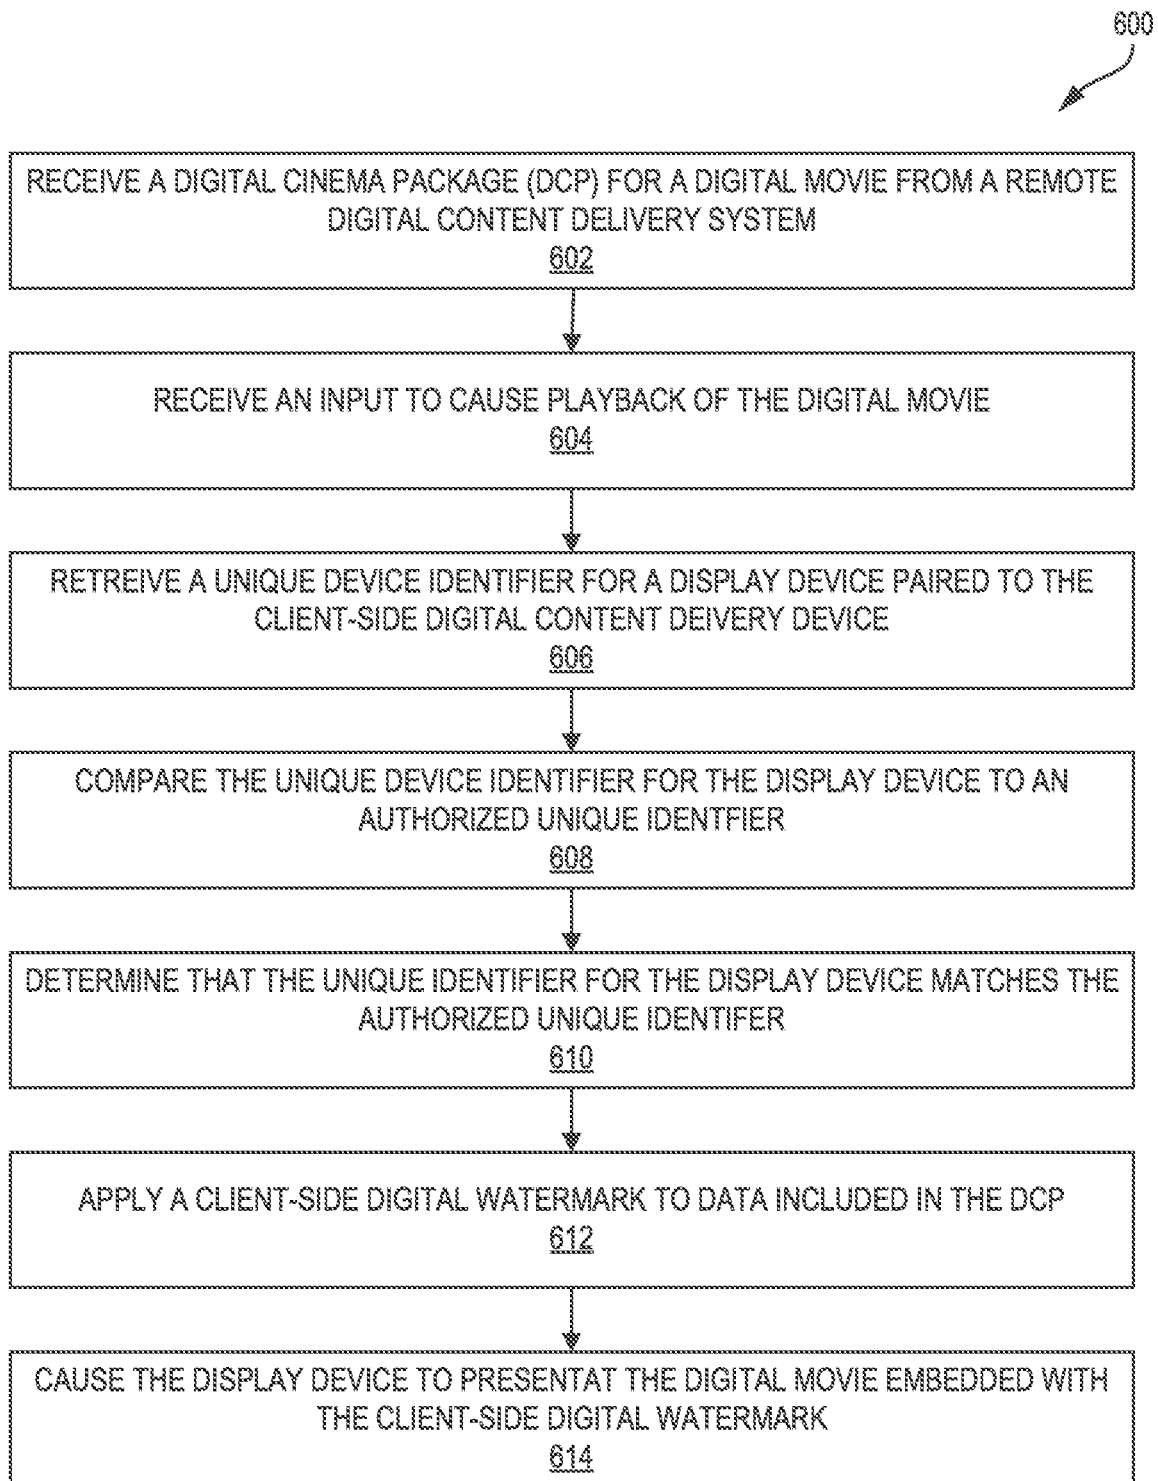 600
RECEIVE A DIGITAL CINEMA PACKAGE (DCP) FOR A DIGITAL MOVIE FROM A REMOTE
DIGITAL CONTENT DELIVERY SYSTEM
602
RECEIVE AN INPUT TO CAUSE PLAYBACK OF THE DIGITAL MOVIE
604
RETREIVE A UNIQUE DEVICE IDENTIFIER FOR A DISPLAY DEVICE PAIRED TO THE
CLIENT-SIDE DIGITAL CONTENT DEIVERY DEVICE
606
COMPARE THE UNIQUE DEVICE IDENTIFIER FOR THE DISPLAY DEVICE TO AN
AUTHORIZED UNIQUE IDENTFIER
608
DETERMINE THAT THE UNIQUE IDENTIFIER FOR THE DISPLAY DEVICE MATCHES THE
AUTHORIZED UNIQUE IDENTIFER
610
APPLY A CLIENT-SIDE DIGITAL WATERMARK TO DATA INCLUDED IN THE DCP
612
CAUSE THE DISPLAY DEVICE TO PRESENTAT THE DIGITAL MOVIE EMBEDDED WITH
THE CLIENT-SIDE DIGITAL WATERMARK
614